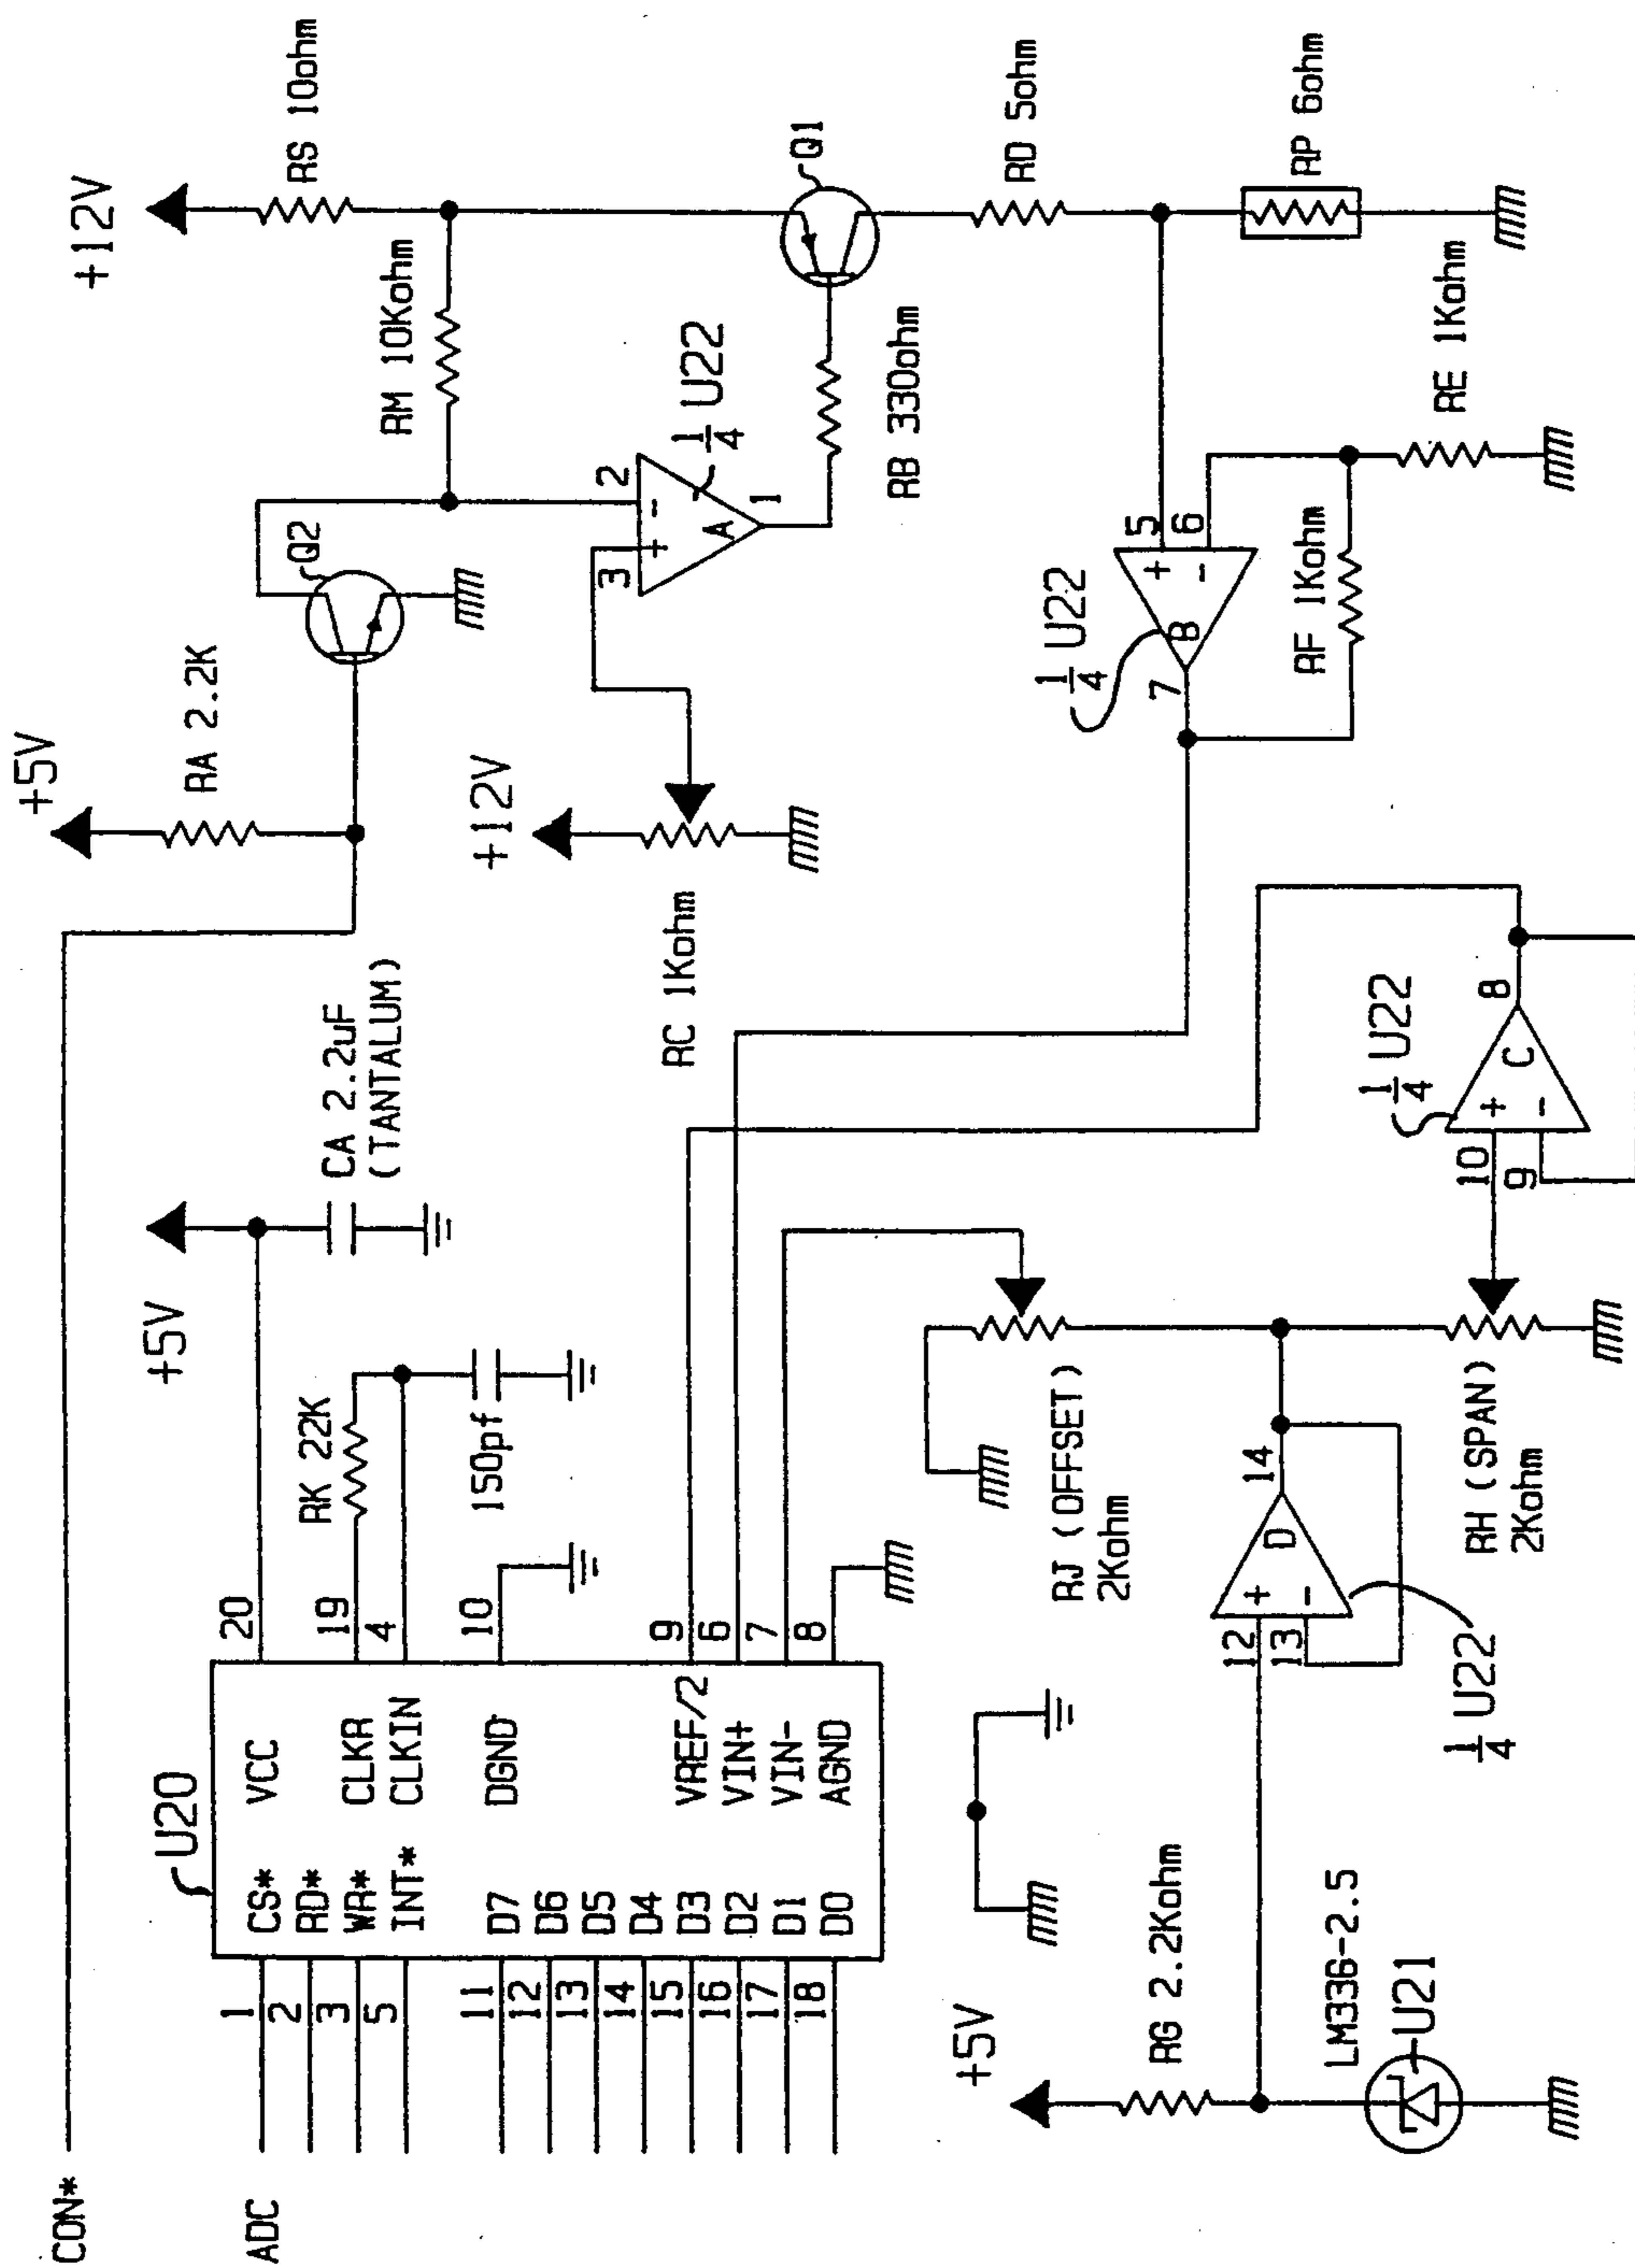 CON*
ADC
U20
1
2
3
5
11
12
13
14
15
16
17
18
CS*
RD*
WR*
INT*
D7
D6
D5
D4
D3
D2
D1
D0
VCC
CLKR
CLKIN
DGND
VREF/2
VIN+
VIN-
AGND
20
19
4
10
9
6
7
8
+5V
RK 22K
150pf
CA 2.2uF
(TANTALUM)
+5V
RA 2.2K
Q2
+12V
RC 1Kohm
+12V
RS 10ohm
RM 10Kohm
2
3
-
+
A
1
1/4 U22
RB 330ohm
Q1
RD 5ohm
RP 6ohm
RE 1Kohm
5
6
+
-
B
7
1/4 U22
RF 1Kohm
+5V
RG 2.2Kohm
LM336-2.5
U21
12
13
+
-
D
14
1/4 U22
RJ (OFFSET)
2Kohm
RH (SPAN)
2Kohm
10
9
+
-
C
8
1/4 U22